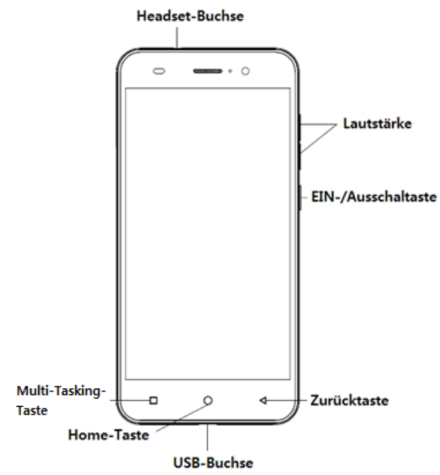 Headset-Buchse
Lautstärke
EIN-/Ausschaltaste
Multi-Tasking-
Taste
Zurücktaste
Home-Taste
USB-Buchse